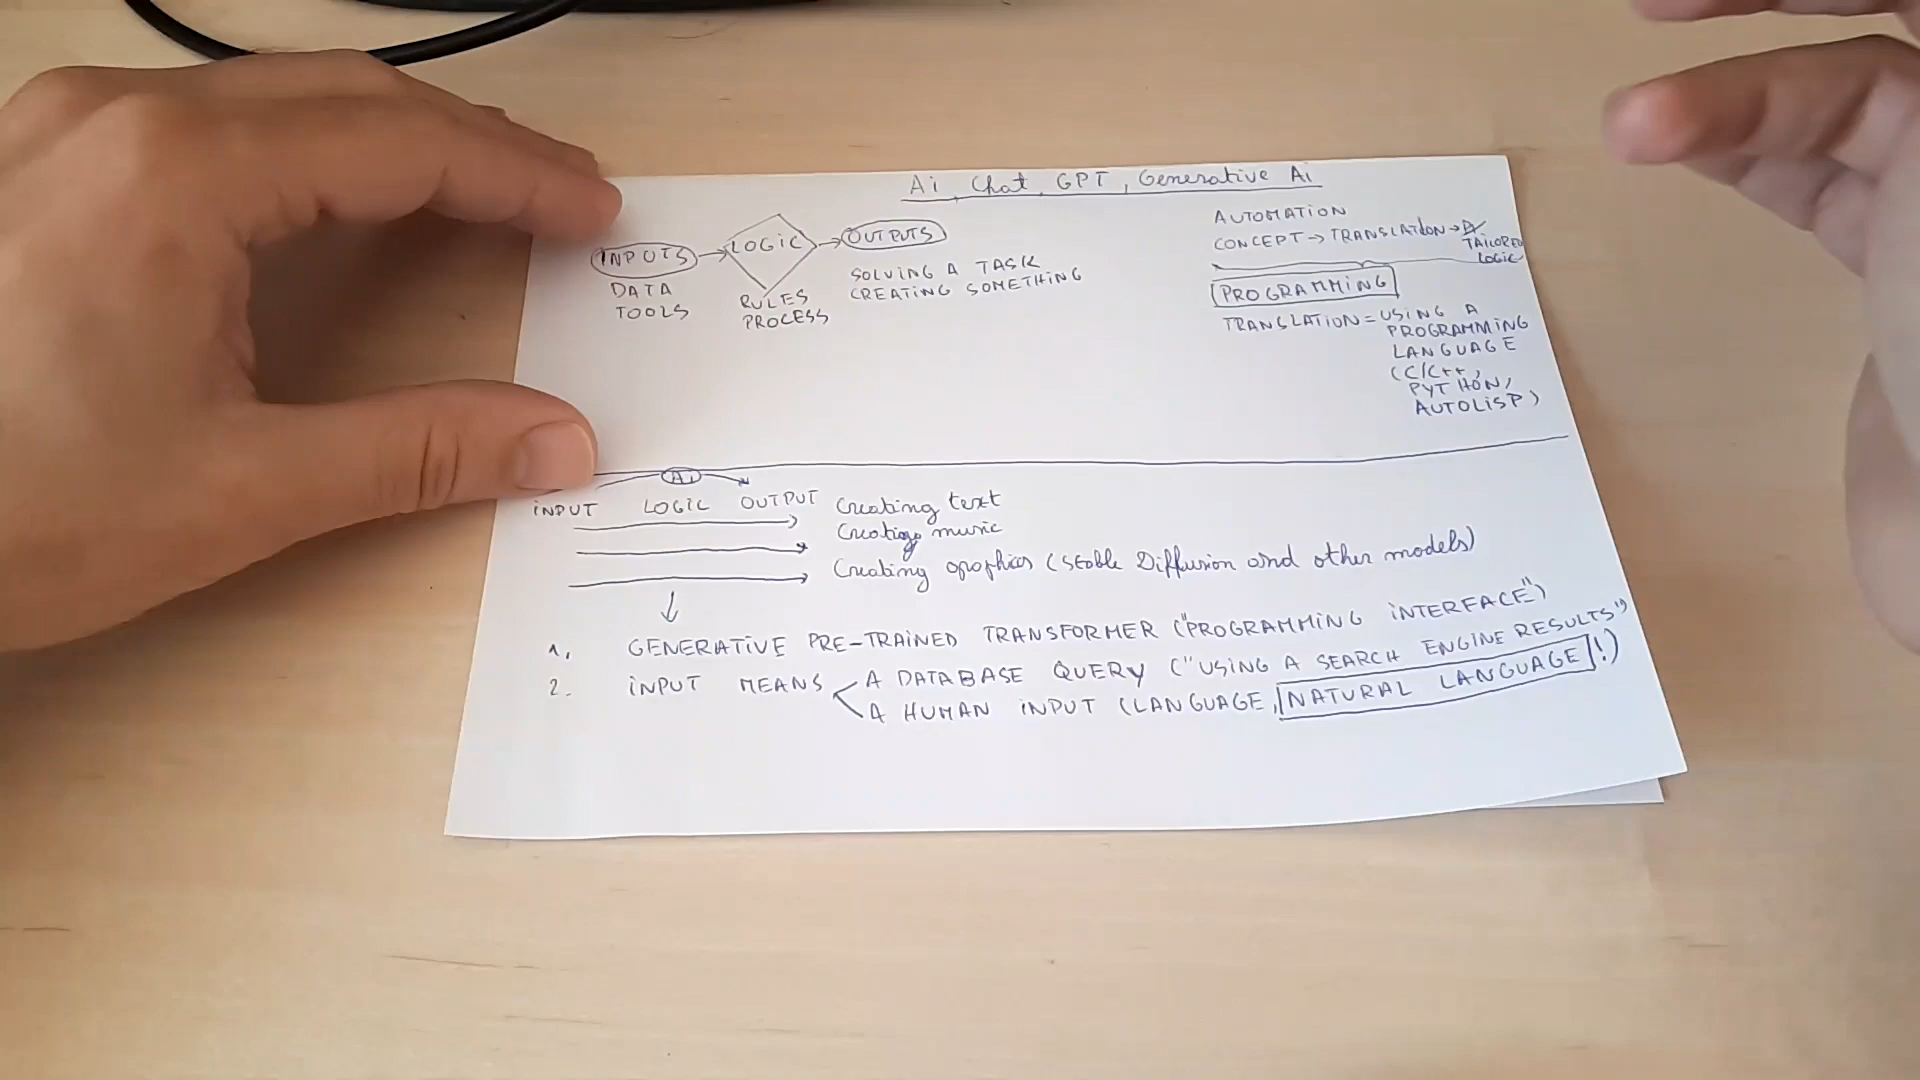 Ai, Chat, GPT, Generative Ai
INPUTS → LOGIC → OUTPUTS
DATA
TOOLS
RULES
PROCESS
SOLVING A TASK
CREATING SOMETHING
AUTOMATION
CONCEPT → TRANSLATION →
TAILORED
LOGIC
PROGRAMMING
TRANSLATION = USING A
PROGRAMMING
LANGUAGE
(C/C++,
PYTHON,
AUTOLISP)
Ai
INPUT LOGIC OUTPUT
Creating text
Creating music
Creating graphics (Stable Diffusion and other models)
1. GENERATIVE PRE-TRAINED TRANSFORMER ("PROGRAMMING INTERFACE")
2. INPUT MEANS
A DATABASE QUERY ("USING A SEARCH ENGINE RESULTS")
A HUMAN INPUT (LANGUAGE, NATURAL LANGUAGE!)